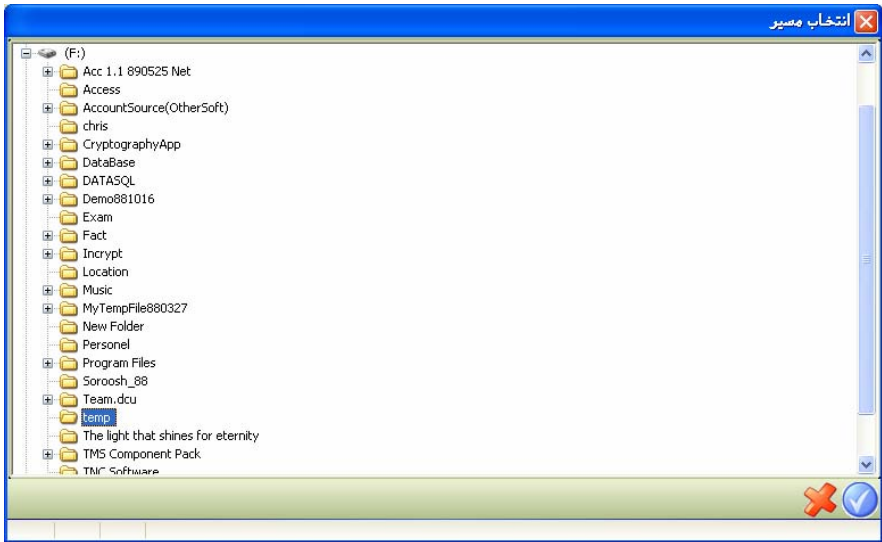 انتخاب مسیر
(F:)
Acc 1.1 890525 Net
Access
AccountSource(OtherSoft)
chris
CryptographyApp
DataBase
DATASQL
Demo881016
Exam
Fact
Incrypt
Location
Music
MyTempFile880327
New Folder
Personel
Program Files
Soroosh_88
Team.dcu
temp
The light that shines for eternity
TMS Component Pack
TNC Software